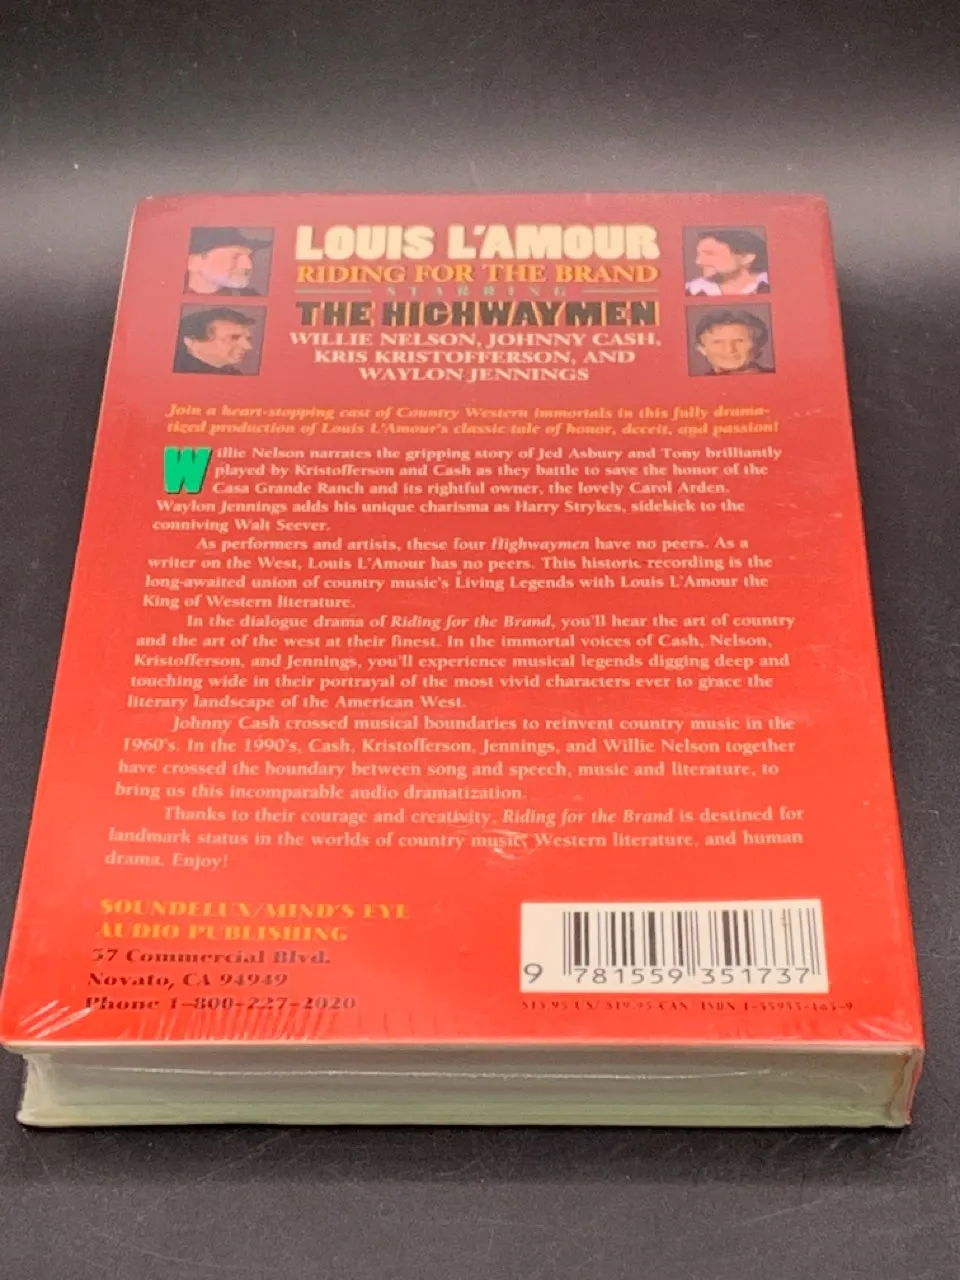 LOUIS L'AMOUR
RIDING FOR THE BRAND
STARRING
THE HIGHWAYMEN
WILLIE NELSON, JOHNNY CASH,
KRIS KRISTOFFERSON, AND
WAYLON JENNINGS
Join a heart-stopping cast of Country Western immortals in this fully drama-
tized production of Louis L'Amour's classic tale of honor, deceit, and passion!
Willie Nelson narrates the gripping story of Jed Asbury and Tony brilliantly
played by Kristofferson and Cash as they battle to save the honor of the
Casa Grande Ranch and its rightful owner, the lovely Carol Arden.
Waylon Jennings adds his unique charisma as Harry Strykes, sidekick to the
conniving Walt Seever.
As performers and artists, these four Highwaymen have no peers. As a
writer on the West, Louis L'Amour has no peers. This historic recording is the
long-awaited union of country music's Living Legends with Louis L'Amour the
King of Western literature.
In the dialogue drama of Riding for the Brand, you'll hear the art of country
and the art of the west at their finest. In the immortal voices of Cash, Nelson,
Kristofferson, and Jennings, you'll experience musical legends digging deep and
touching wide in their portrayal of the most vivid characters ever to grace the
literary landscape of the American West.
Johnny Cash crossed musical boundaries to reinvent country music in the
1960's. In the 1990's, Cash, Kristofferson, Jennings, and Willie Nelson together
have crossed the boundary between song and speech, music and literature, to
bring us this incomparable audio dramatization.
Thanks to their courage and creativity, Riding for the Brand is destined for
landmark status in the worlds of country music, Western literature, and human
drama. Enjoy!
SOUNDELUX/MIND'S EYE
AUDIO PUBLISHING
37 Commercial Blvd.
Novato, CA 94949
Phone 1-800-227-2020
9 781559 351737
$15.95 US/ $19.95 CAN ISBN